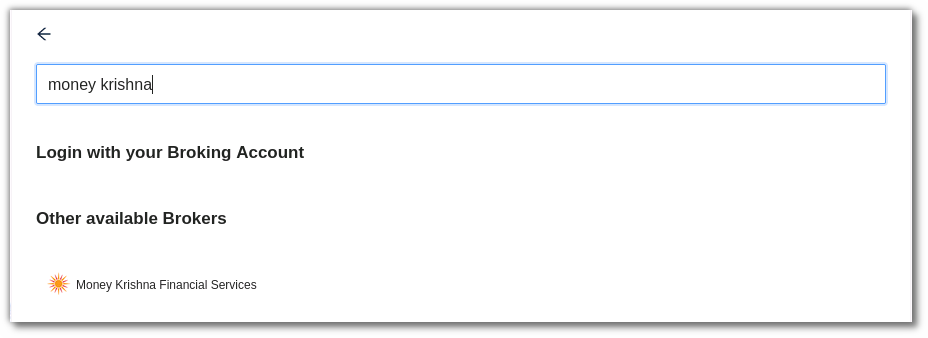 money krishna
Login with your Broking Account
Other available Brokers
Money Krishna Financial Services